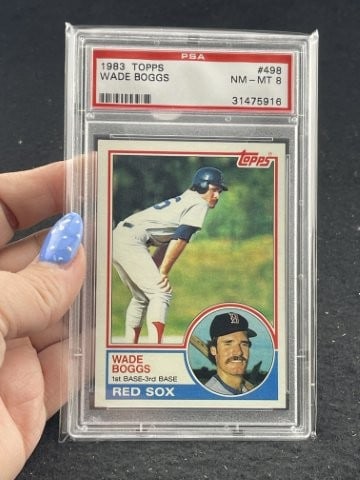 PSA
1983 TOPPS #498
WADE BOGGS NM-MT 8
31475916
Topps
WADE
BOGGS
1st BASE-3rd BASE
RED SOX
B